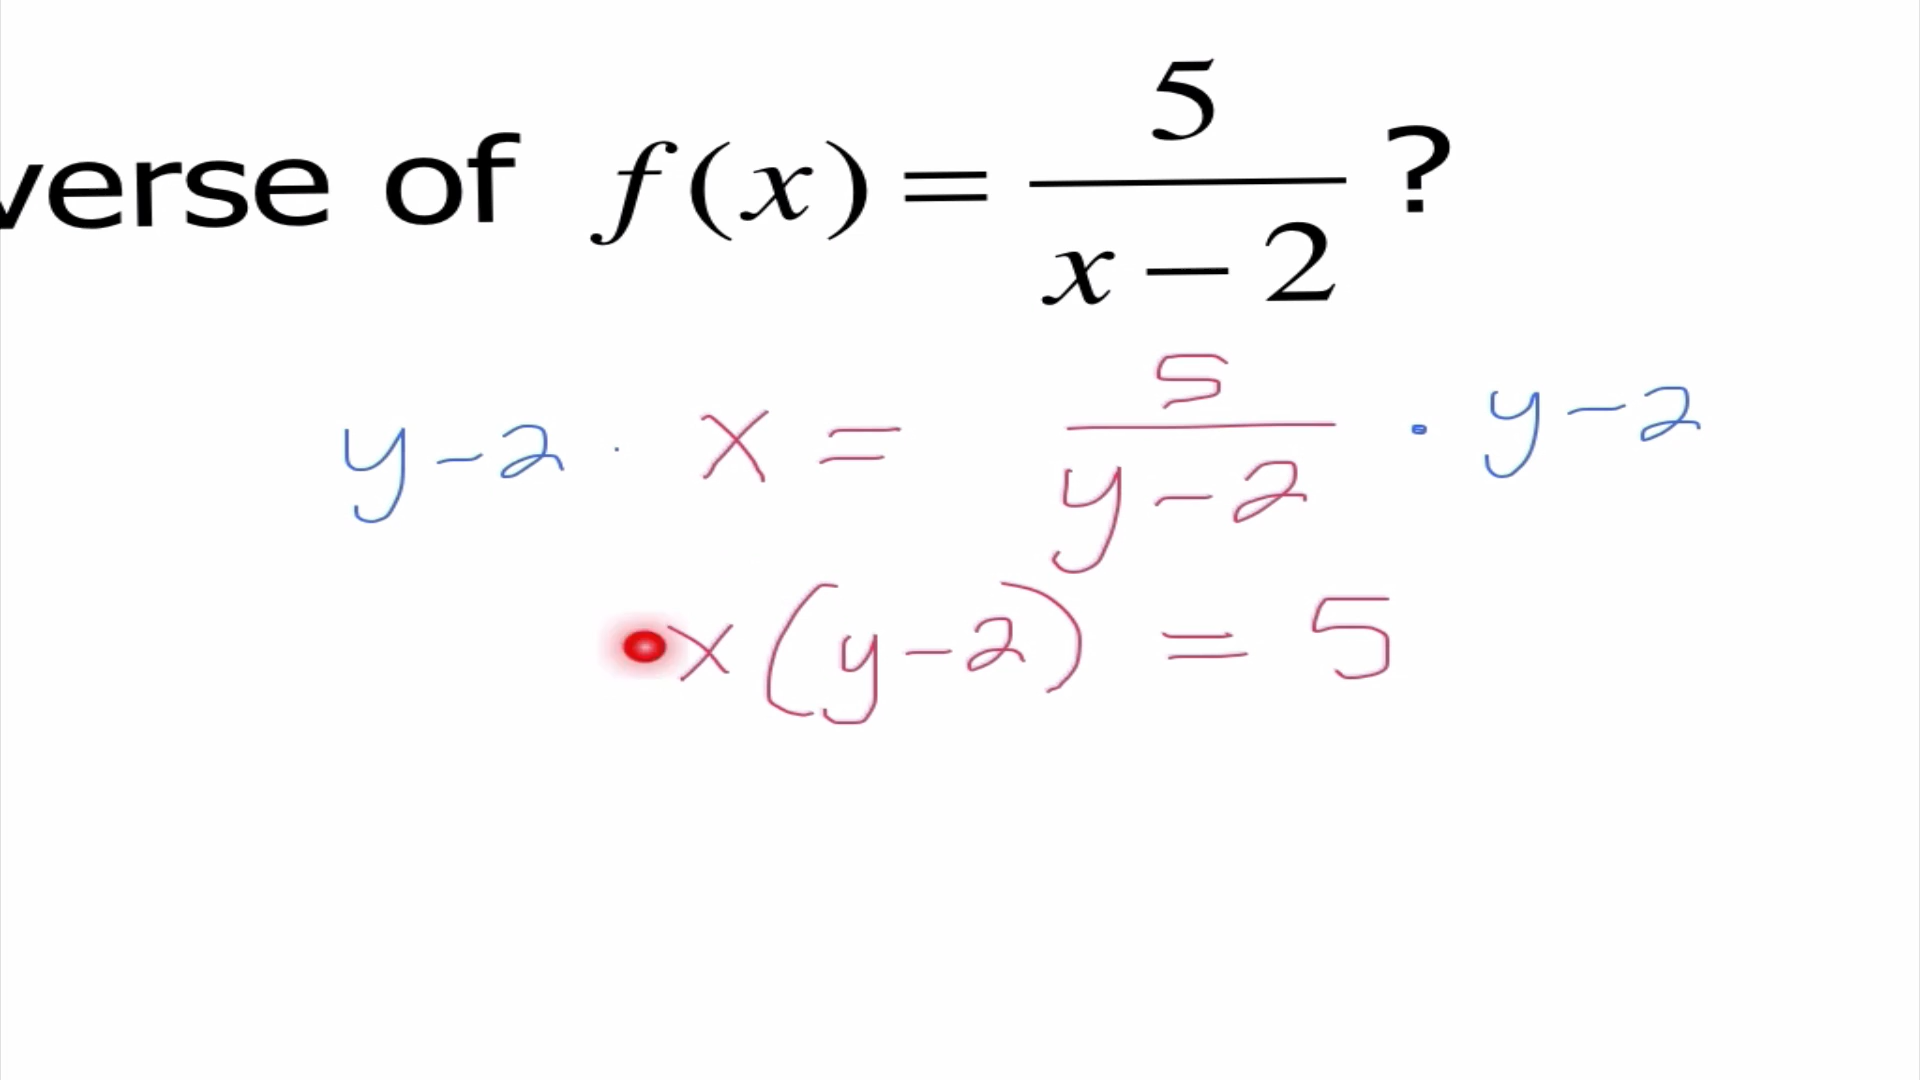 verse of f(x) = 5/(x − 2) ?
y-2 · x = 5/(y-2) · y-2
x(y-2) = 5